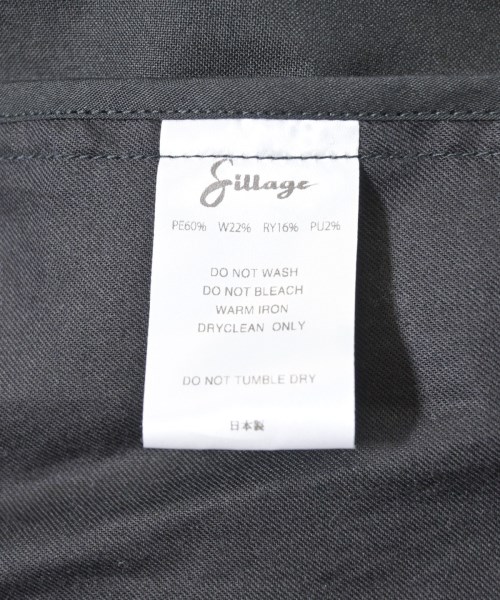 Sillage
PE60% W22% RY16% PU2%
DO NOT WASH
DO NOT BLEACH
WARM IRON
DRYCLEAN ONLY
DO NOT TUMBLE DRY
日本製